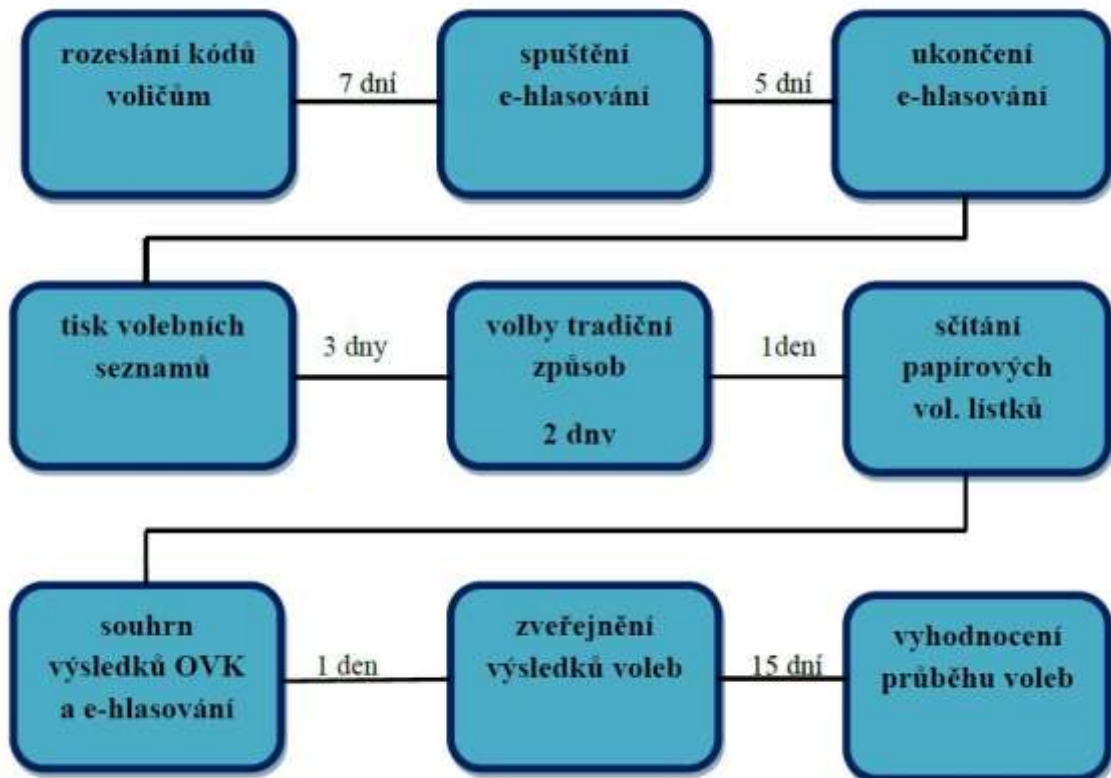 rozeslání kódů
voličům
7 dní
spuštění
e-hlasování
5 dní
ukončení
e-hlasování
tisk volebních
seznamů
3 dny
volby tradiční
způsob
2 dnv
1den
sčítání
papírových
vol. lístků
souhrn
výsledků OVK
a e-hlasování
1 den
zveřejnění
výsledků voleb
15 dní
vyhodnocení
průběhu voleb